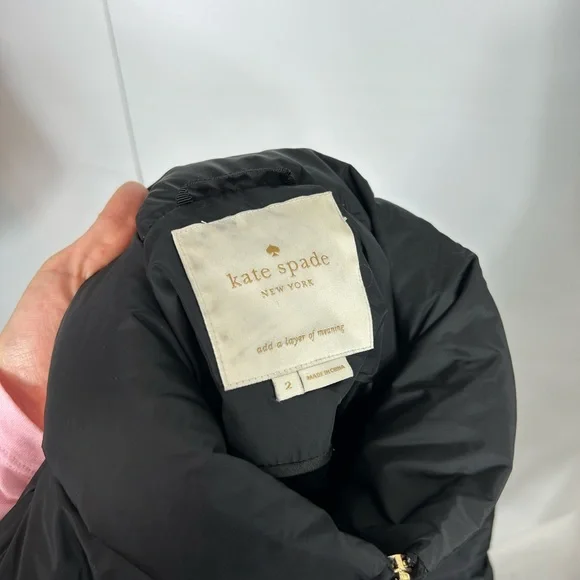 kate spade
NEW YORK
add a layer of meaning
2
MADE IN CHINA